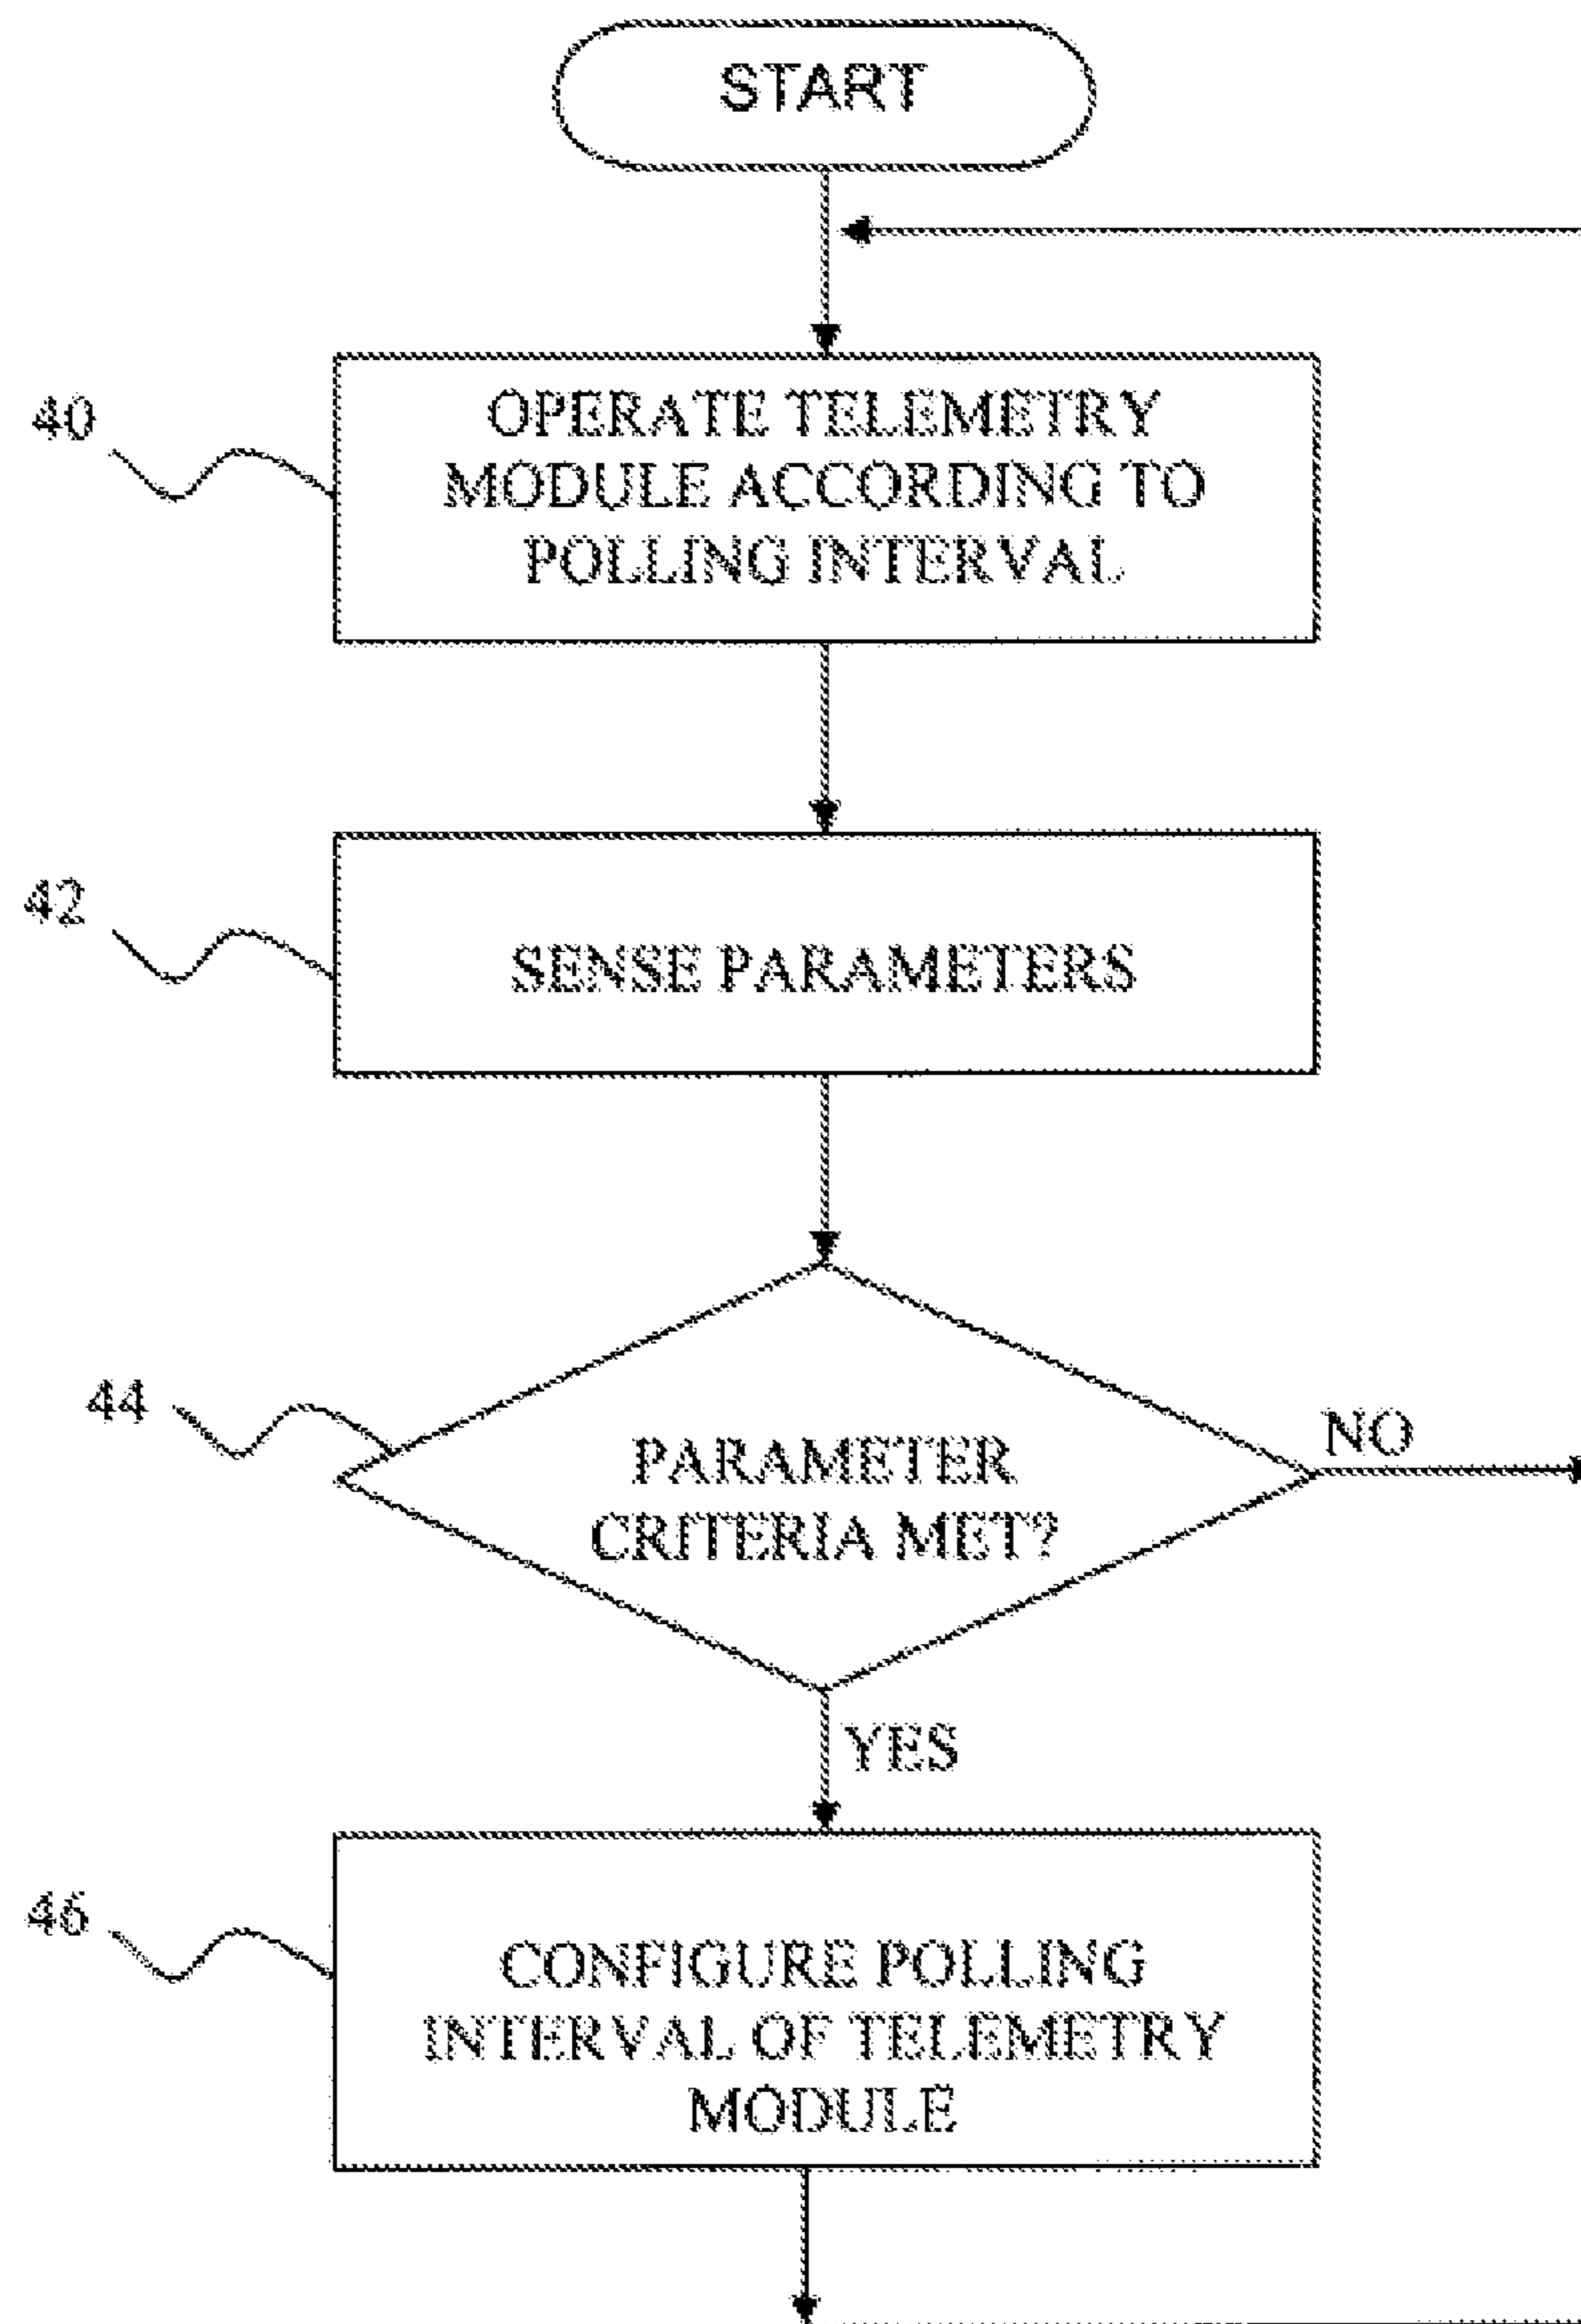 START
40
OPERATE TELEMETRY
MODULE ACCORDING TO
POLLING INTERVAL
42
SENSE PARAMETERS
44
PARAMETER
CRITERIA MET?
NO
YES
46
CONFIGURE POLLING
INTERVAL OF TELEMETRY
MODULE